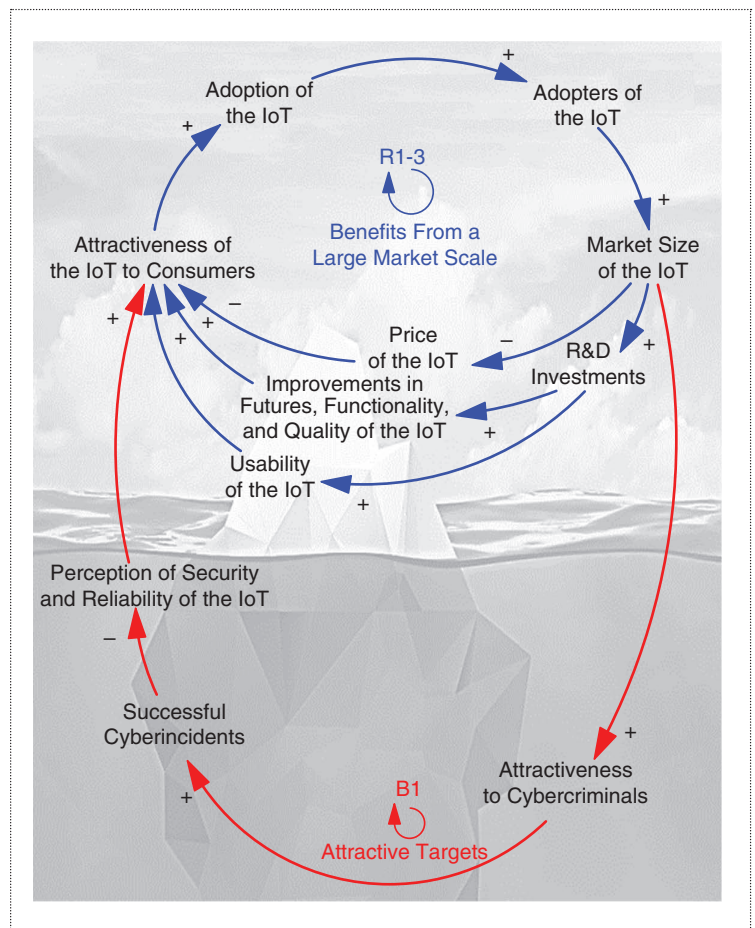 Adoption of
the IoT
+
Adopters of
the IoT
+
R1-3
Benefits From a
Large Market Scale
+
Attractiveness of
the IoT to Consumers
Market Size
of the IoT
+
–
+
+
Price
of the IoT
–
R&D
Investments
+
Improvements in
Futures, Functionality,
and Quality of the IoT
+
Usability
of the IoT
+
Perception of Security
and Reliability of the IoT
–
Successful
Cyberincidents
+
Attractiveness
to Cybercriminals
+
B1
Attractive Targets